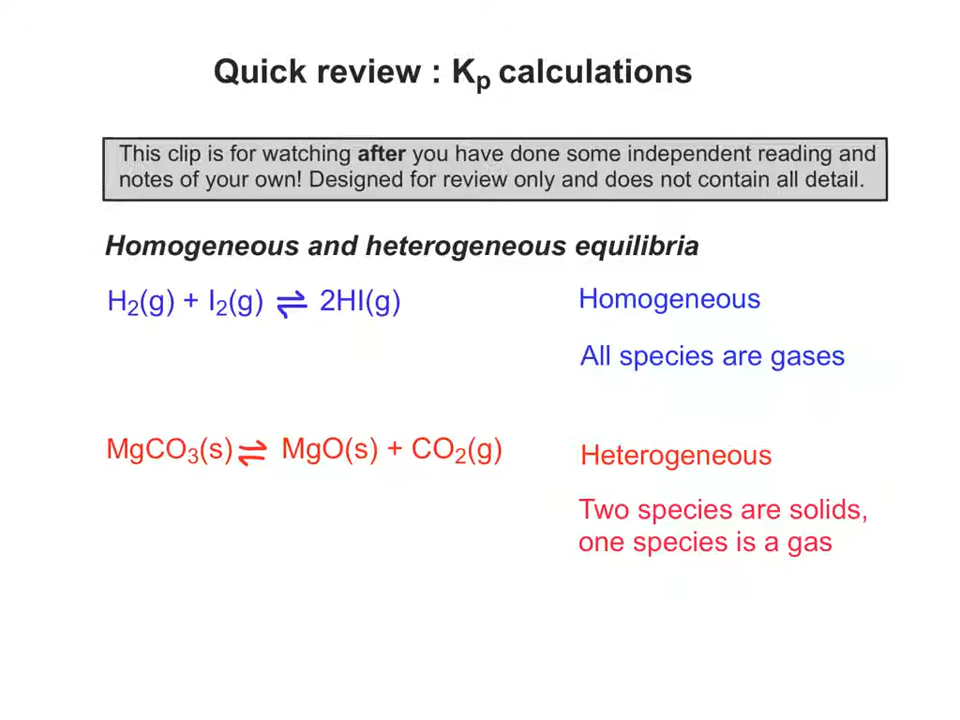 Quick review : Kp calculations
This clip is for watching after you have done some independent reading and
notes of your own! Designed for review only and does not contain all detail.
Homogeneous and heterogeneous equilibria
H₂(g) + I₂(g) ⇌ 2HI(g)
Homogeneous
All species are gases
MgCO₃(s) ⇌ MgO(s) + CO₂(g)
Heterogeneous
Two species are solids,
one species is a gas